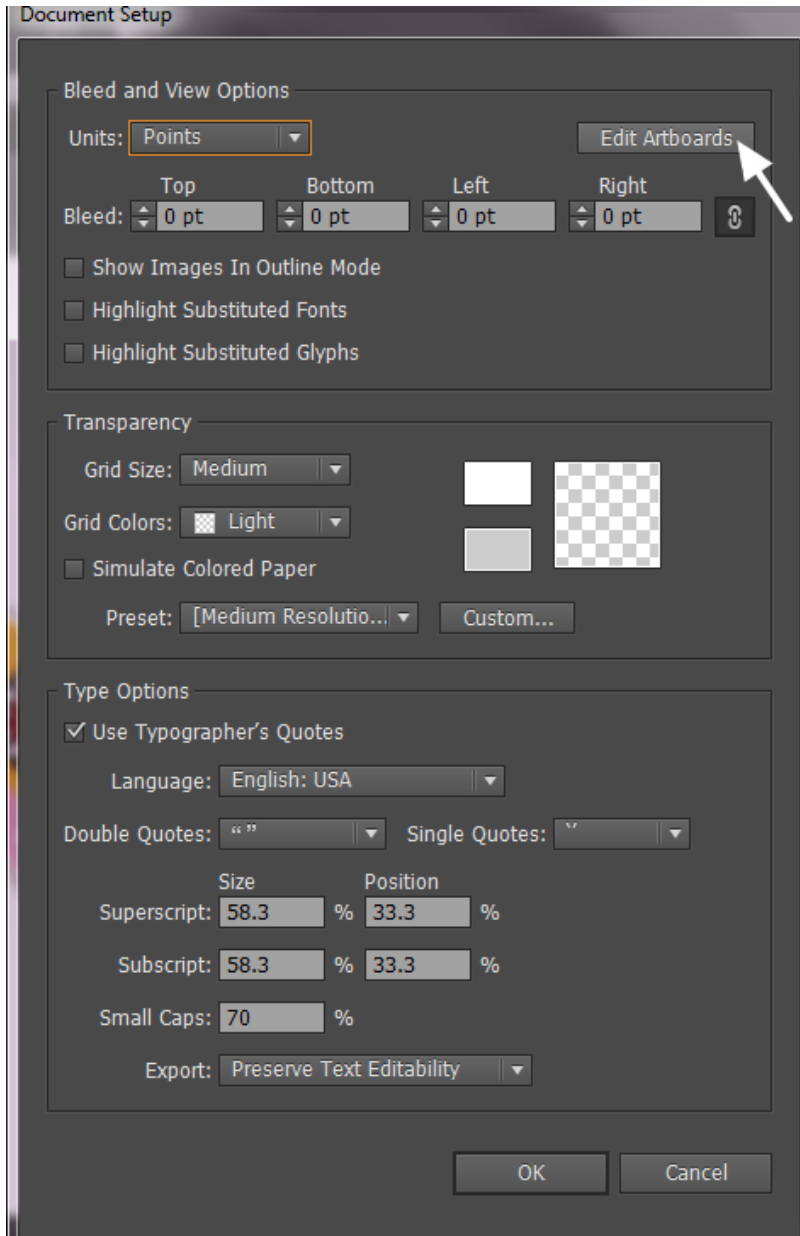 Document Setup
Bleed and View Options
Units: Points Edit Artboards
Top Bottom Left Right
Bleed: 0 pt 0 pt 0 pt 0 pt
Show Images In Outline Mode
Highlight Substituted Fonts
Highlight Substituted Glyphs
Transparency
Grid Size: Medium
Grid Colors: Light
Simulate Colored Paper
Preset: [Medium Resolutio... Custom...
Type Options
Use Typographer’s Quotes
Language: English: USA
Double Quotes: “ ” Single Quotes: ‘’
Size Position
Superscript: 58.3 % 33.3 %
Subscript: 58.3 % 33.3 %
Small Caps: 70 %
Export: Preserve Text Editability
OK Cancel